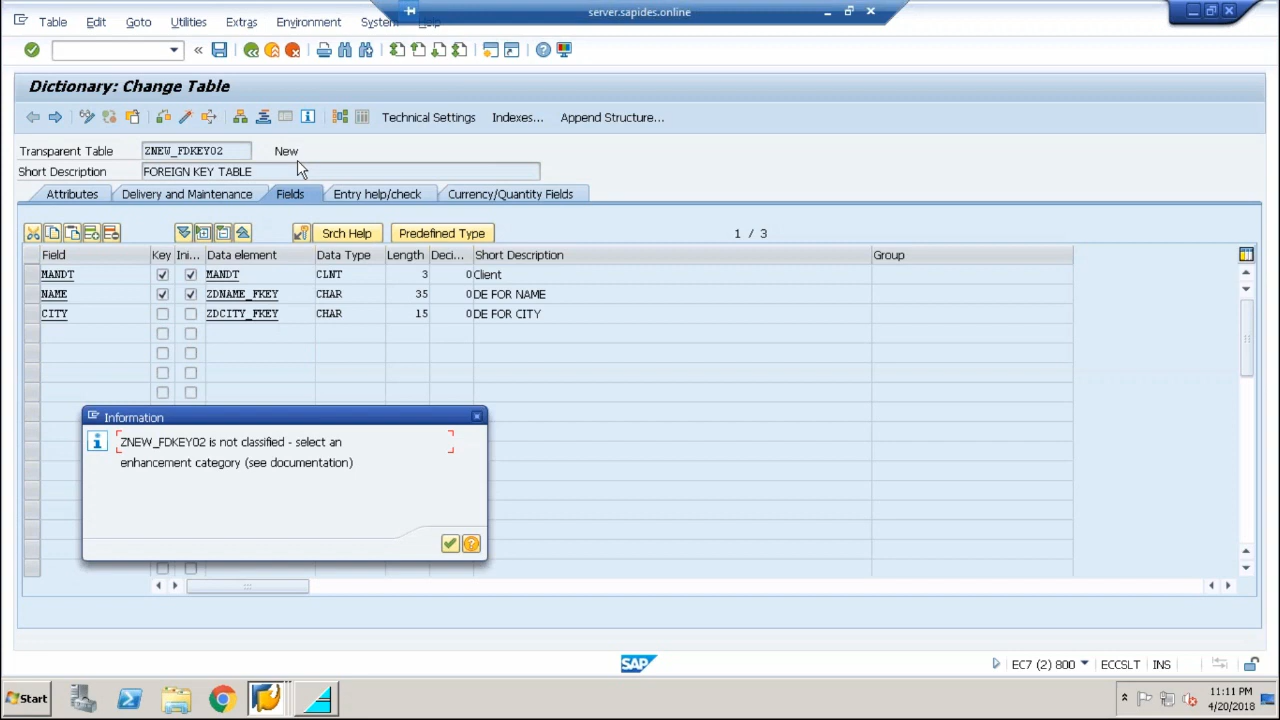 server.sapides.online
Table Edit Goto Utilities Extras Environment System Help
Dictionary: Change Table
Technical Settings Indexes... Append Structure...
Transparent Table ZNEW_FDKEY02 New
Short Description FOREIGN KEY TABLE
Attributes Delivery and Maintenance Fields Entry help/check Currency/Quantity Fields
Srch Help Predefined Type 1 / 3
Field Key Ini... Data element Data Type Length Deci... Short Description Group
MANDT MANDT CLNT 3 0 Client
NAME ZDNAME_FKEY CHAR 35 0 DE FOR NAME
CITY ZDCITY_FKEY CHAR 15 0 DE FOR CITY
Information
ZNEW_FDKEY02 is not classified - select an
enhancement category (see documentation)
SAP EC7 (2) 800 ECCSLT INS
Start 11:11 PM
4/20/2018